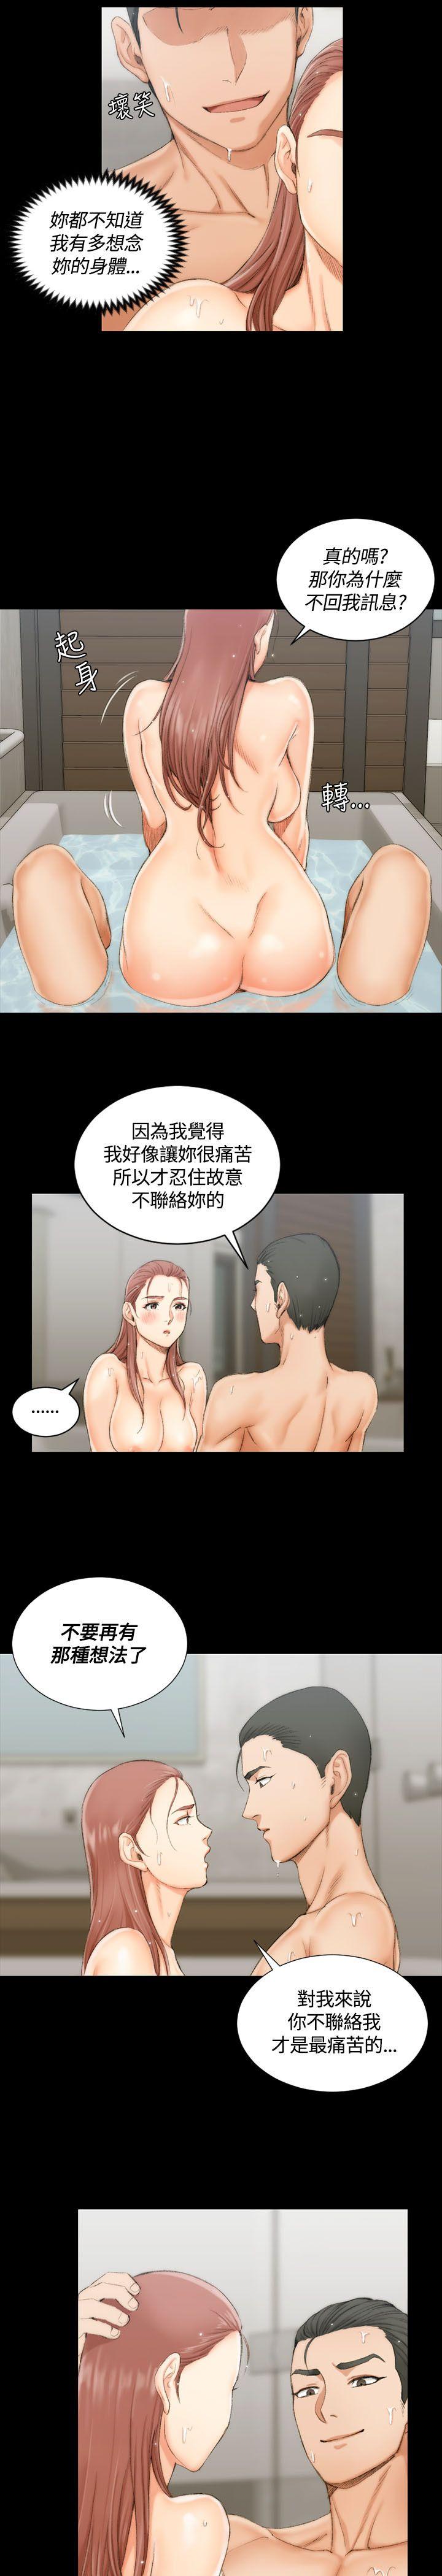 壞笑
妳都不知道
我有多想念
妳的身體...
真的嗎?
那你為什麼
不回我訊息?
起身
轉...
因為我覺得
我好像讓妳很痛苦
所以才忍住故意
不聯絡妳的
......
不要再有
那種想法了
對我來說
你不聯絡我
才是最痛苦的...